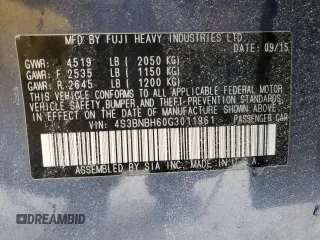 MFD BY FUJI HEAVY INDUSTRIES LTD.
DATE: 09/15
GVWR: 4519 LB ( 2050 KG)
GAWR: F 2535 LB ( 1150 KG)
GAWR: R 2645 LB ( 1200 KG)
THIS VEHICLE CONFORMS TO ALL APPLICABLE FEDERAL MOTOR
VEHICLE SAFETY, BUMPER, AND THEFT PREVENTION STANDARDS
IN EFFECT ON THE DATE OF MANUFACTURE SHOWN ABOVE.
VIN: 4S3BNBH60G3011961 PASSENGER CAR
ASSEMBLED BY SIA INC. MADE IN U.S.A.
DREAMBID